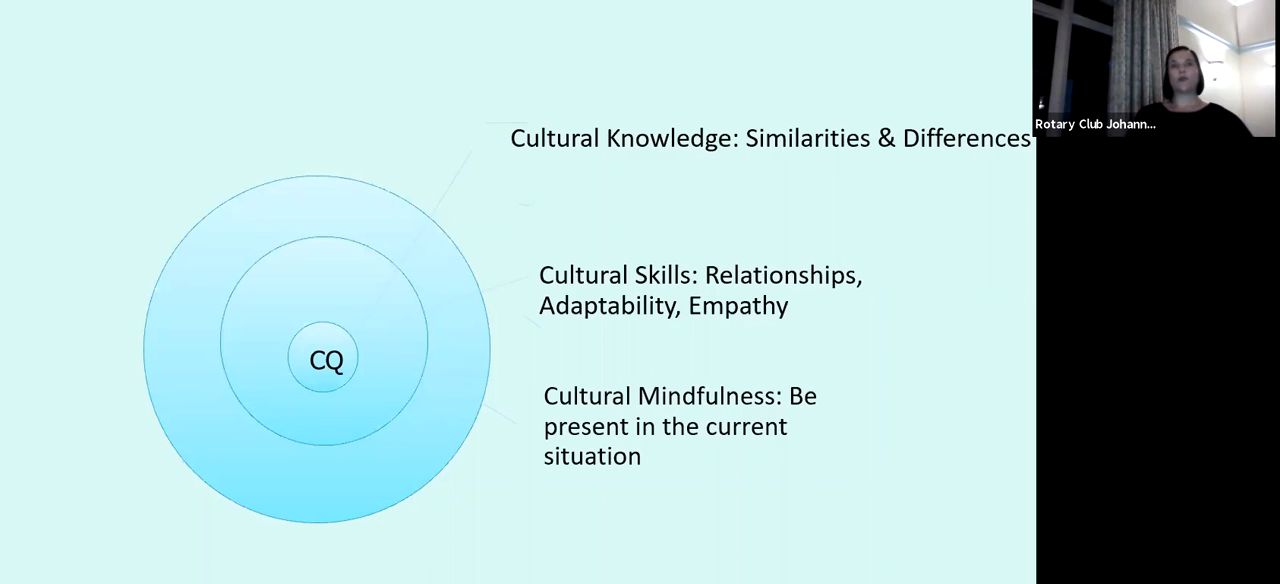 Rotary Club Johann...
Cultural Knowledge: Similarities & Differences
Cultural Skills: Relationships,
Adaptability, Empathy
CQ
Cultural Mindfulness: Be
present in the current
situation